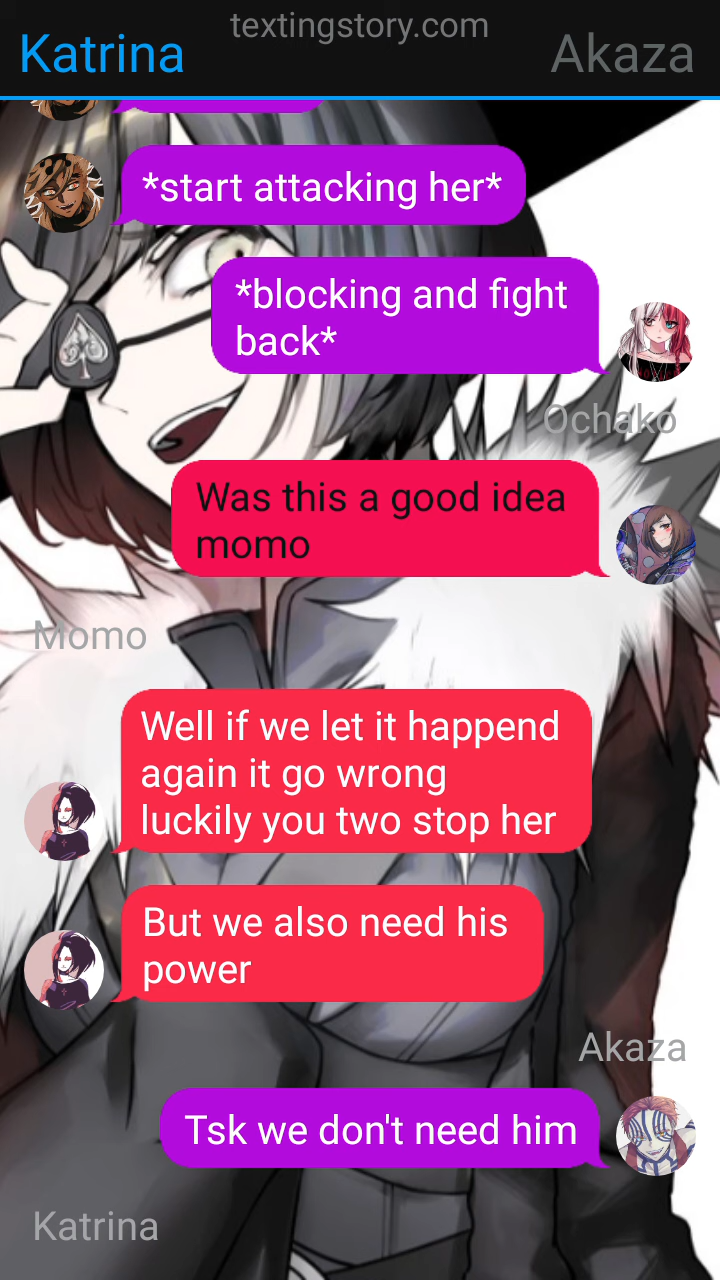 textingstory.com
Katrina
Akaza
*start attacking her*
*blocking and fight
back*
Ochako
Was this a good idea
momo
Momo
Well if we let it happend
again it go wrong
luckily you two stop her
But we also need his
power
Akaza
Tsk we don't need him
Katrina